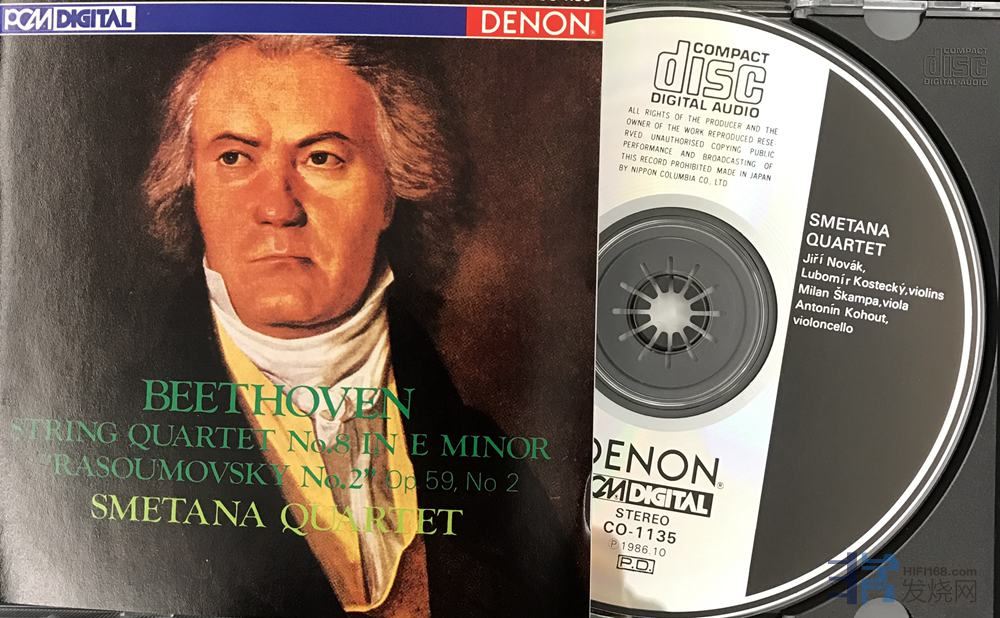 PCM DIGITAL
DENON
BEETHOVEN
STRING QUARTET No.8 IN E MINOR
"RASOUMOVSKY No.2" Op.59, No 2
SMETANA QUARTET
COMPACT
disc
DIGITAL AUDIO
ALL RIGHTS OF THE PRODUCER AND THE
OWNER OF THE WORK REPRODUCED RESE
RVED UNAUTHORISED COPYING PUBLIC
PERFORMANCE AND BROADCASTING OF
THIS RECORD PROHIBITED MADE IN JAPAN
BY NIPPON COLUMBIA CO., LTD
SMETANA
QUARTET
Jiří Novák,
Lubomír Kostecký,violins
Milan Škampa,viola
Antonín Kohout,
violoncello
DENON®
PCM DIGITAL
STEREO
CO-1135
Ⓟ1986.10
P.D.
COMPACT
disc
DIGITAL AUDIO
HIFI168.com
发烧网